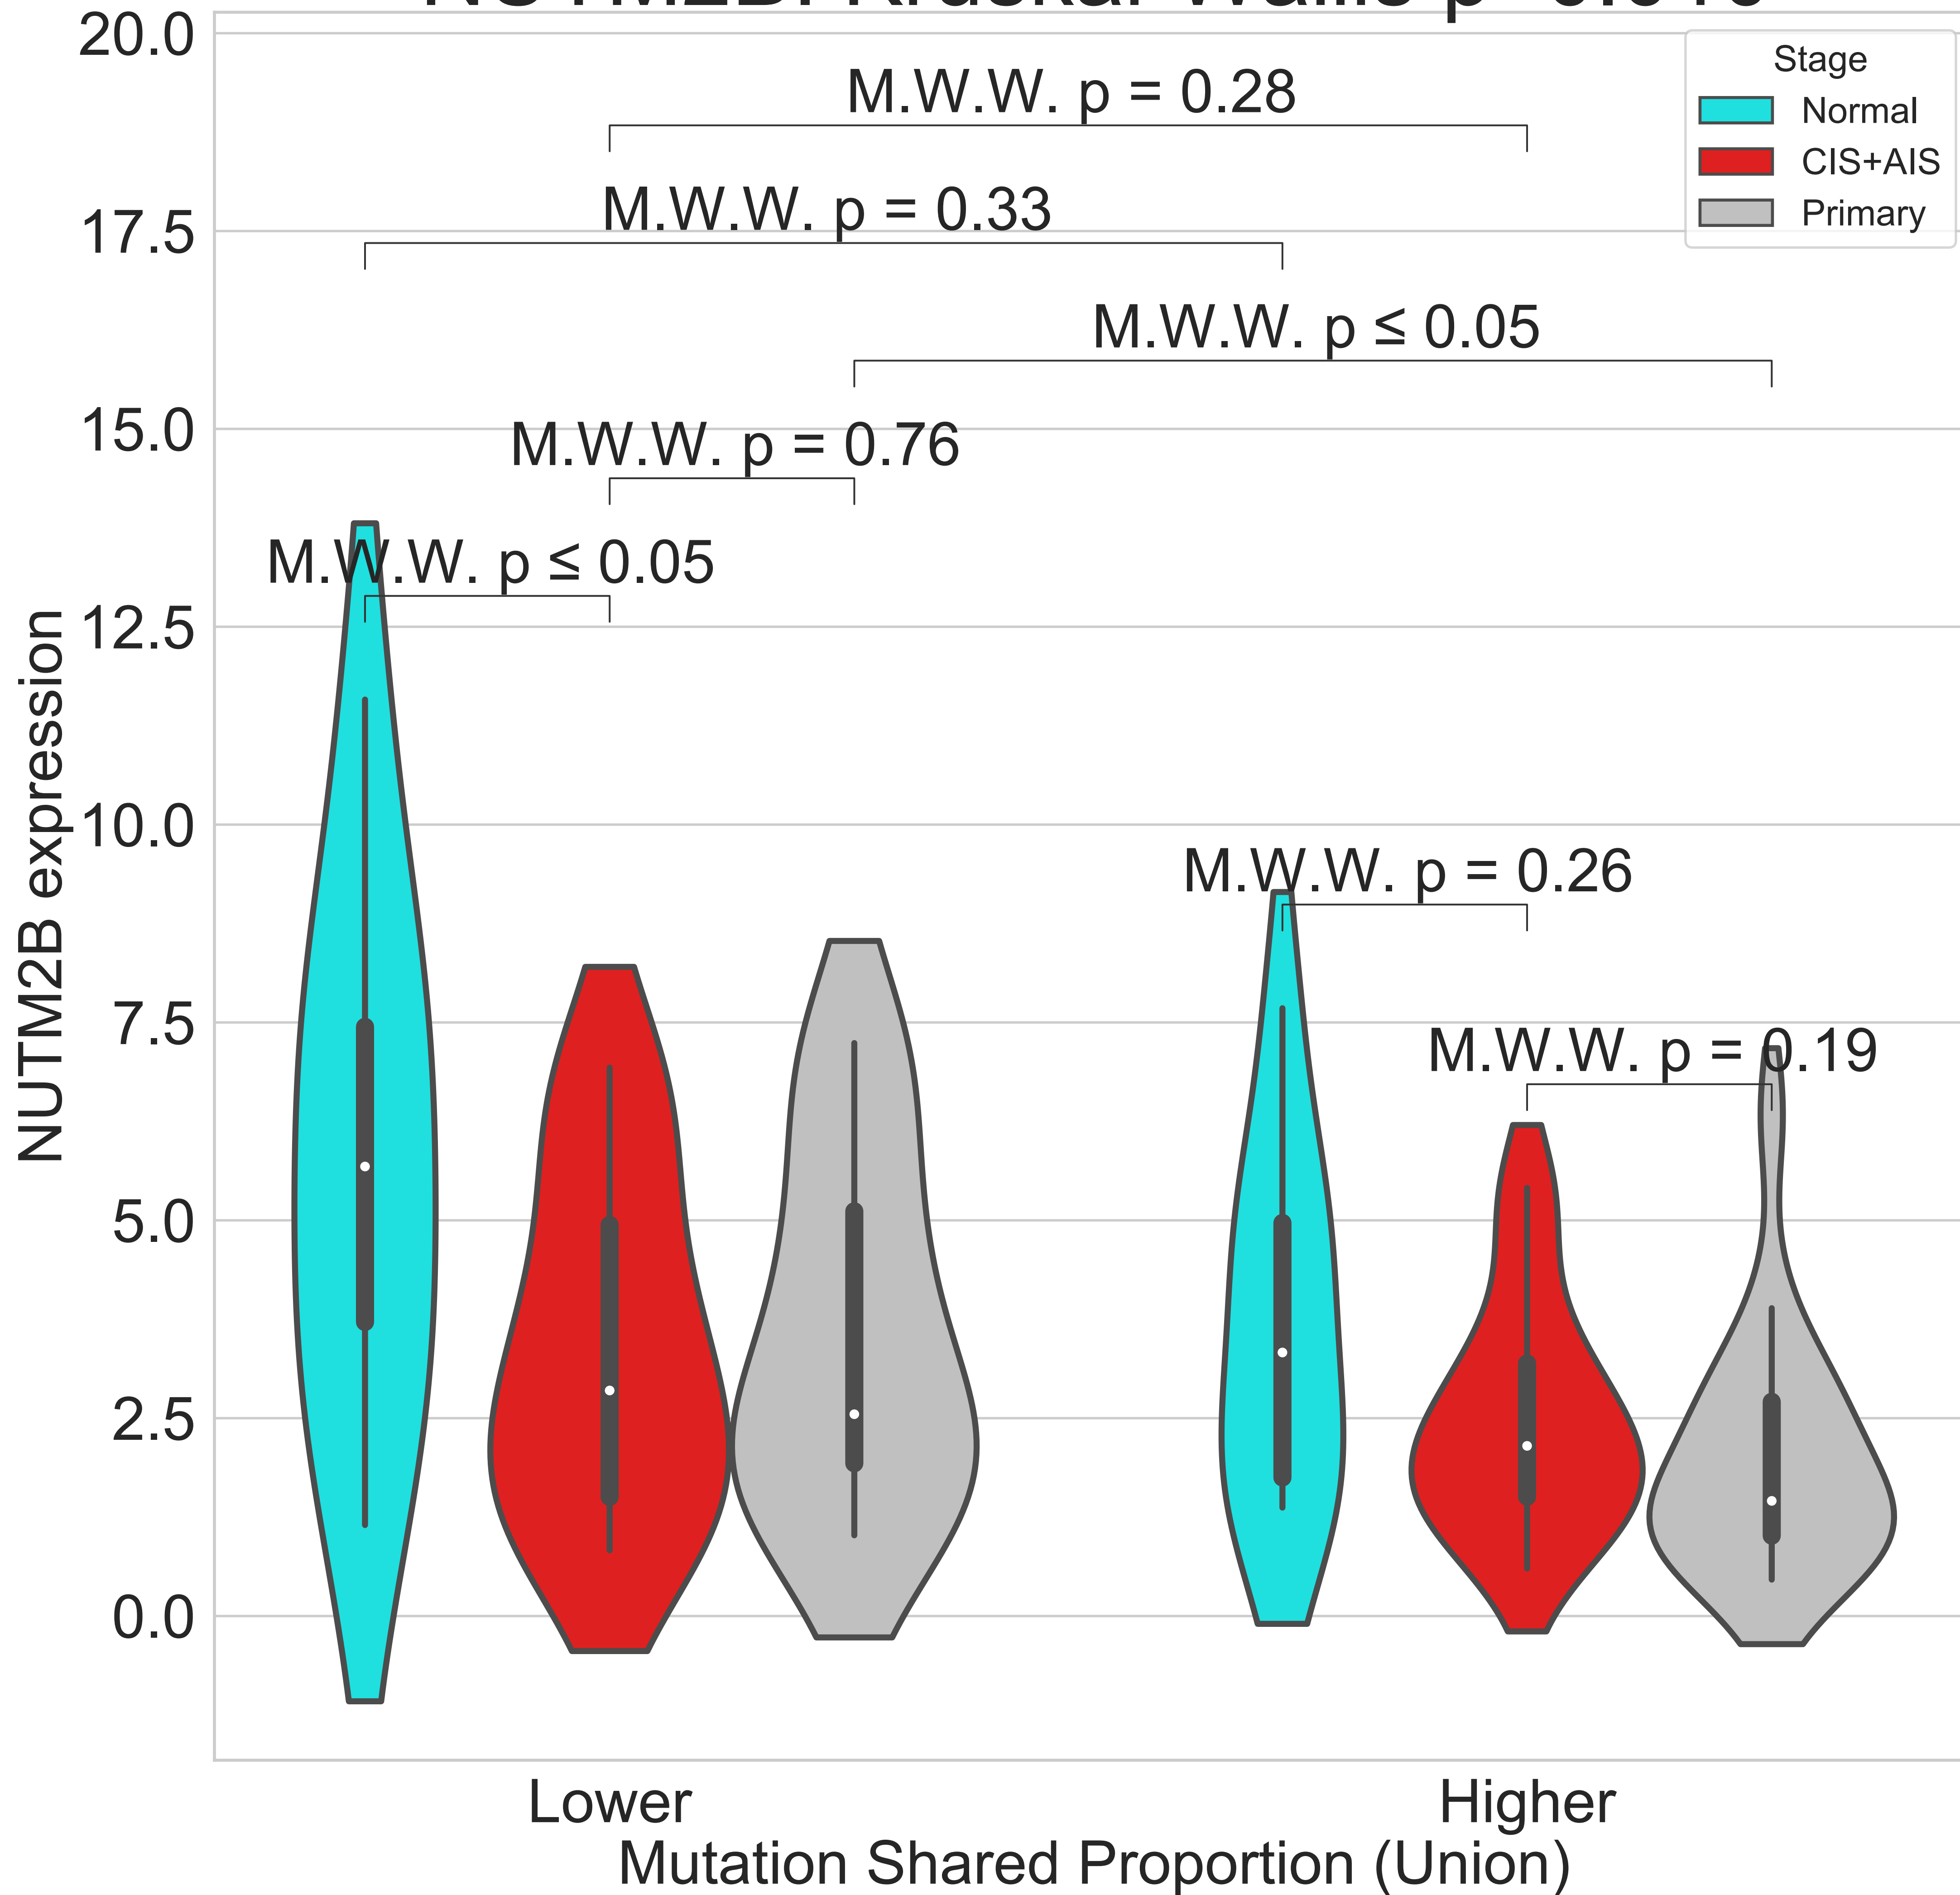 20.0
17.5
15.0
12.5
10.0
7.5
5.0
2.5
0.0
NUTM2B expression
M.W.W. p = 0.28
M.W.W. p = 0.33
M.W.W. p ≤ 0.05
M.W.W. p = 0.76
M.W.W. p ≤ 0.05
M.W.W. p = 0.26
M.W.W. p = 0.19
Stage
Normal
CIS+AIS
Primary
Lower
Higher
Mutation Shared Proportion (Union)